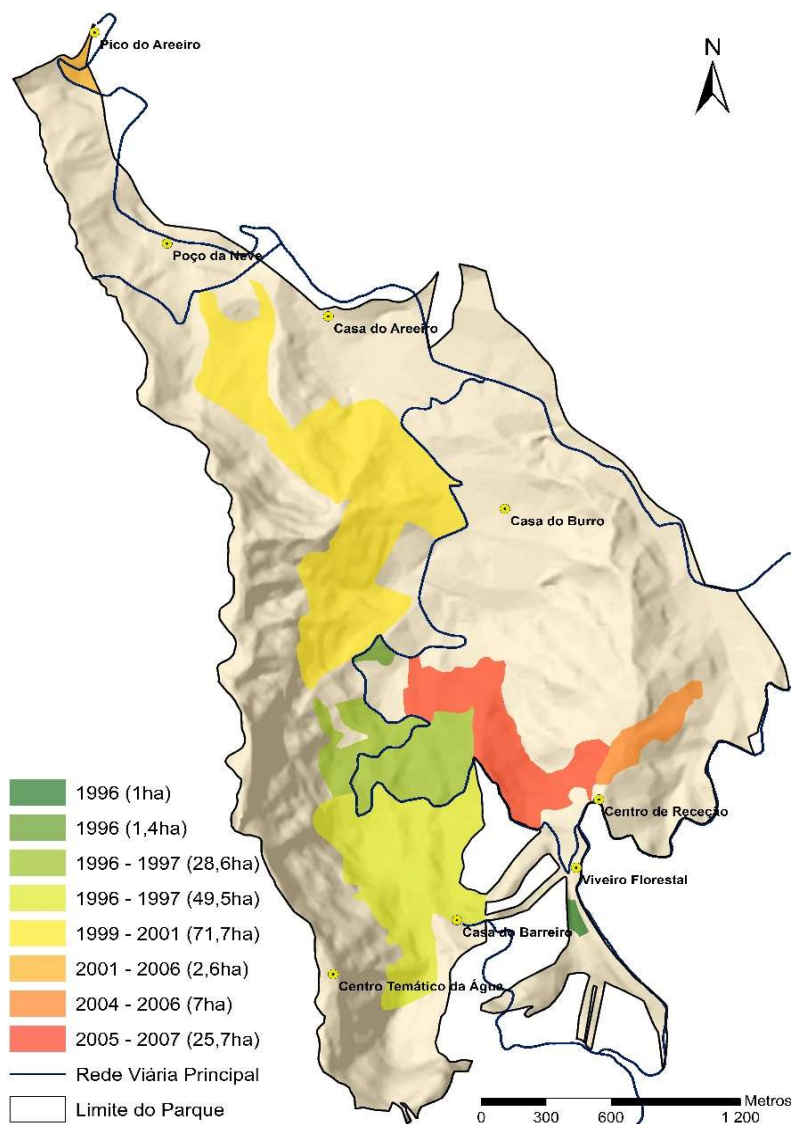 Pico do Areeiro
N
Poço da Neve
Casa do Areeiro
Casa do Burro
Centro de Receção
Viveiro Florestal
Casa do Barreiro
Centro Temático da Água
1996 (1ha)
1996 (1,4ha)
1996 - 1997 (28,6ha)
1996 - 1997 (49,5ha)
1999 - 2001 (71,7ha)
2001 - 2006 (2,6ha)
2004 - 2006 (7ha)
2005 - 2007 (25,7ha)
Rede Viária Principal
Limite do Parque
Metros
0 300 600 1 200